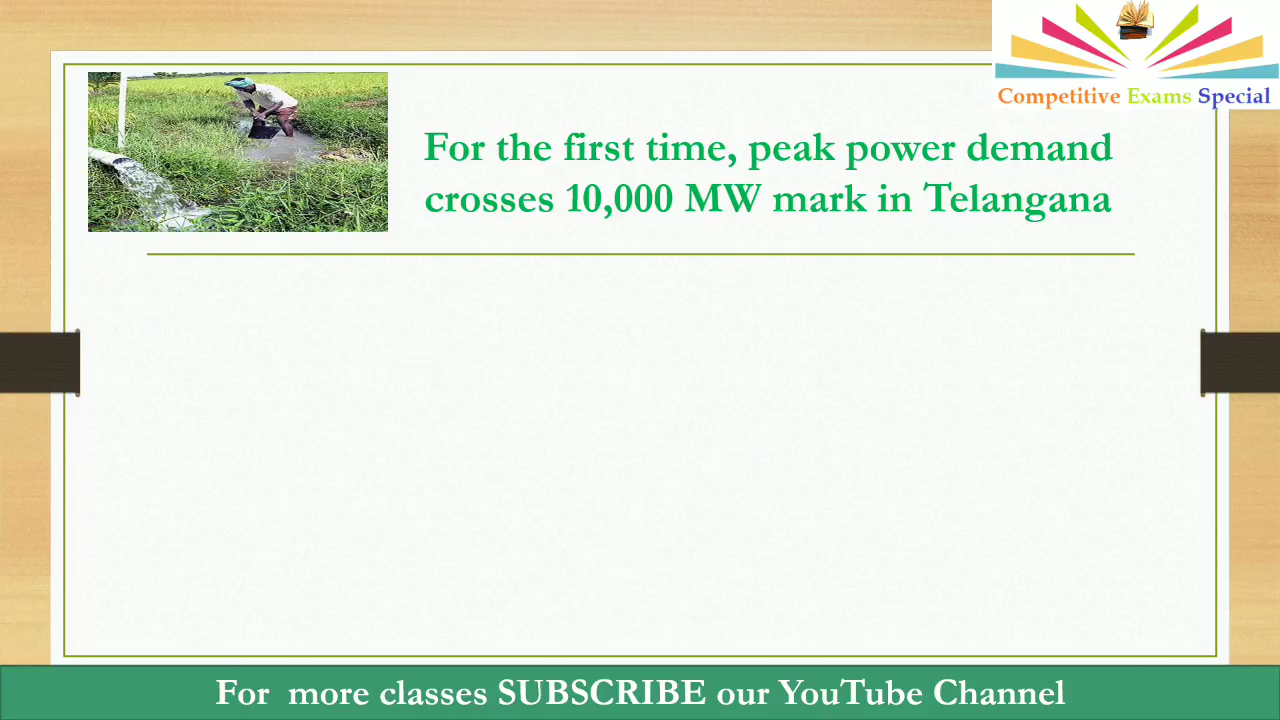 Competitive Exams Special
For the first time, peak power demand
crosses 10,000 MW mark in Telangana
For more classes SUBSCRIBE our YouTube Channel